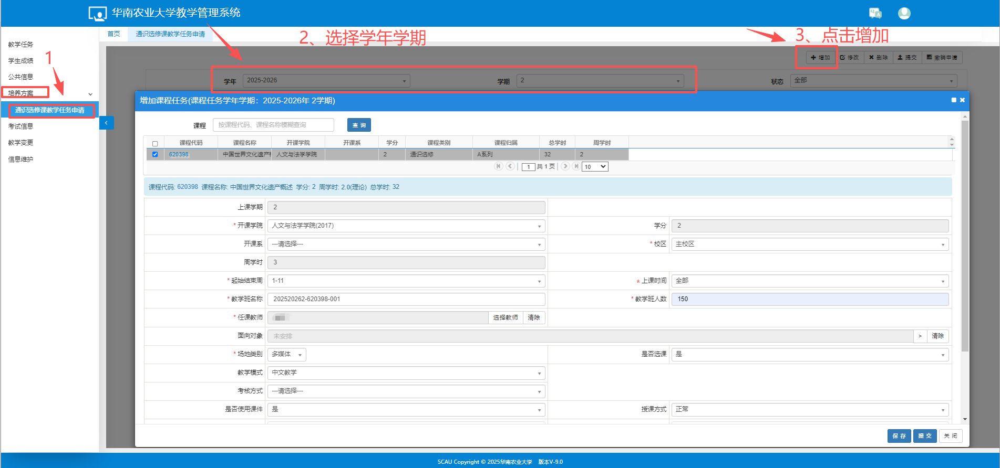 华南农业大学教学管理系统
首页 通识选修课教学任务申请
2、选择学年学期
3、点击增加
1
教学任务
学生成绩
公共信息
培养方案
通识选修课教学任务申请
考试信息
教学变更
信息维护
增加 修改 删除 提交 撤销申请
学年 2025-2026 学期 2 状态 全部
增加课程任务(课程任务学年学期：2025-2026年 2学期)
课程 按课程代码、课程名称模糊查询 查 询
课程代码 课程名称 开课学院 开课系 学分 课程类别 课程归属 总学时 周学时
620398 中国世界文化遗产 人文与法学学院 2 通识选修 A系列 32 2
1 共 1 页 10
课程代码: 620398 课程名称: 中国世界文化遗产概述 学分: 2 周学时: 2.0(理论) 总学时: 32
上课学期 2
* 开课学院 人文与法学学院(2017) 学分 2
开课系 ---请选择--- * 校区 主校区
周学时 3
* 起始结束周 1-11 * 上课时间 全部
* 教学班名称 202520262-620398-001 * 教学班人数 150
* 任课教师 选择教师 清除
面向对象 未安排 > 清除
* 场地类别 多媒体 是否选课 是
教学模式 中文教学
考核方式 ---请选择---
是否使用课件 是 授课方式 正常
保 存 提 交 关 闭
SCAU Copyright © 2025华南农业大学 版本V-9.0